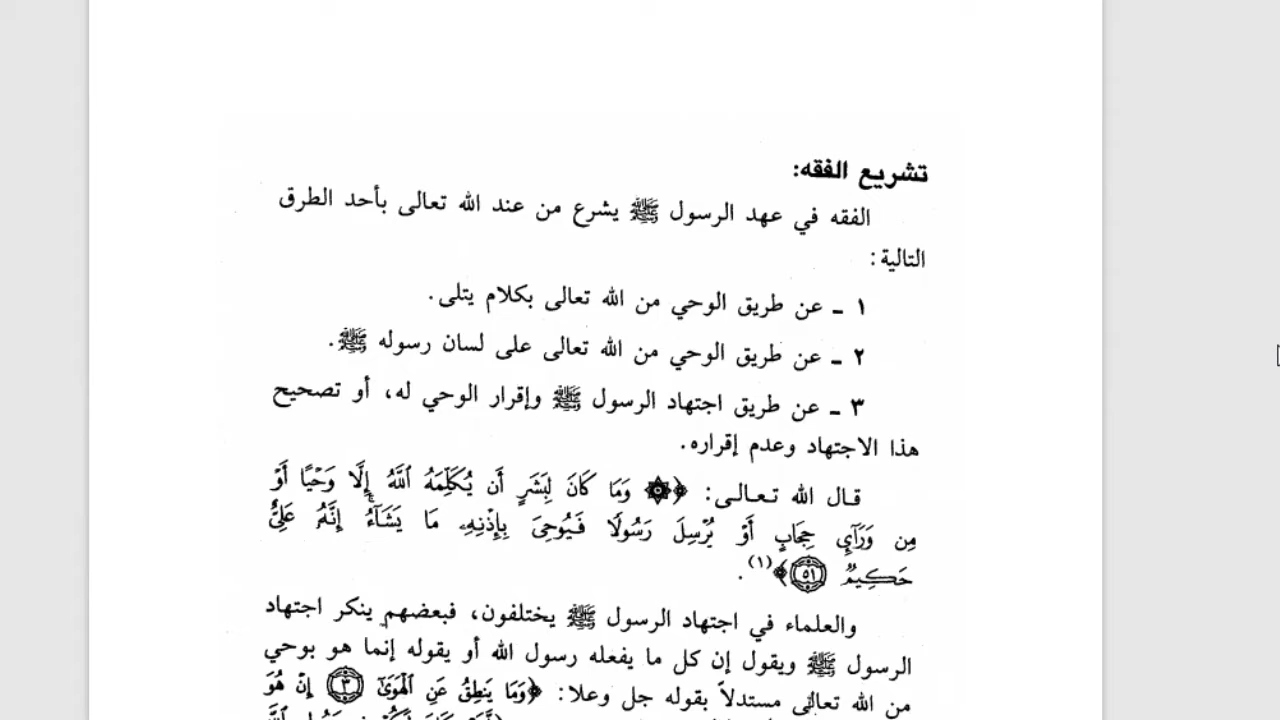 تشريع الفقه:
الفقه في عهد الرسول ﷺ يشرع من عند الله تعالى بأحد الطرق
التالية:
١ ـ عن طريق الوحي من الله تعالى بكلام يتلى.
٢ ـ عن طريق الوحي من الله تعالى على لسان رسوله ﷺ.
٣ ـ عن طريق اجتهاد الرسول ﷺ وإقرار الوحي له، أو تصحيح
هذا الاجتهاد وعدم إقراره.
قال الله تعالى: ﴿۞ وَمَا كَانَ لِبَشَرٍ أَن يُكَلِّمَهُ ٱللَّهُ إِلَّا وَحْيًا أَوْ
مِن وَرَآئِ حِجَابٍ أَوْ يُرْسِلَ رَسُولًا فَيُوحِىَ بِإِذْنِهِۦ مَا يَشَآءُ ۚ إِنَّهُۥ عَلِىٌّ
حَكِيمٌ ٥١﴾(١).
والعلماء في اجتهاد الرسول ﷺ يختلفون، فبعضهم ينكر اجتهاد
الرسول ﷺ ويقول إن كل ما يفعله رسول الله أو يقوله إنما هو بوحي
من الله تعالى مستدلاً بقوله جل وعلا: ﴿وَمَا يَنطِقُ عَنِ ٱلْهَوَىٰٓ ٣ إِنْ هُوَ